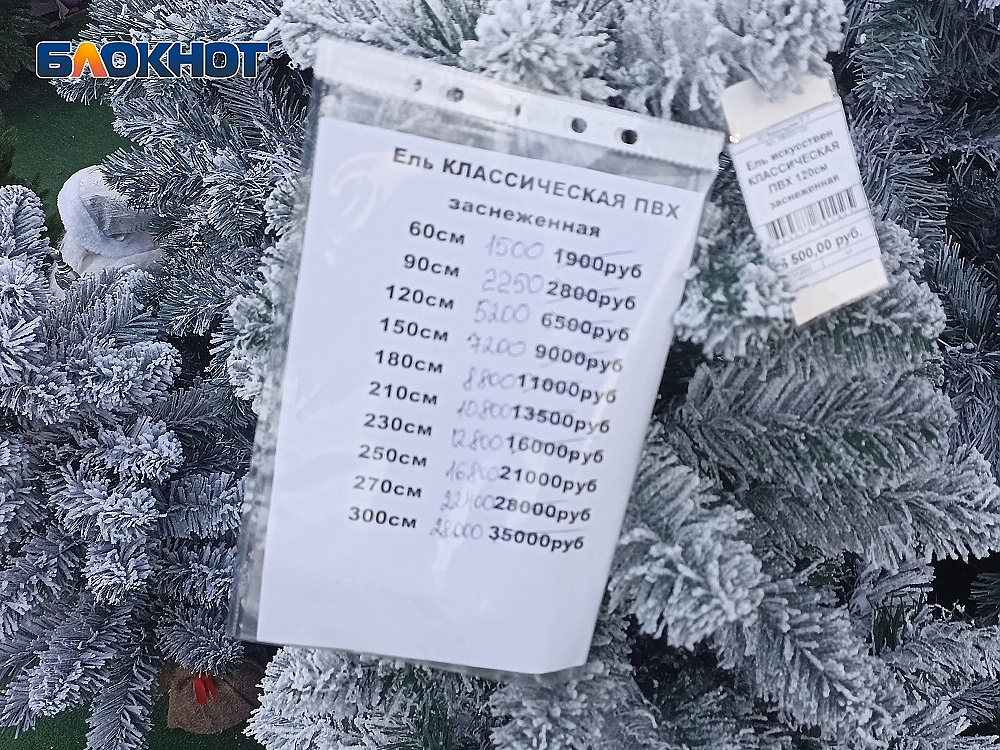 БЛОКНОТ
Ель КЛАССИЧЕСКАЯ ПВХ
заснеженная
60см 1500 1900руб
90см 2250 2800руб
120см 5200 6500руб
150см 7200 9000руб
180см 8800 11000руб
210см 10800 13500руб
230см 12800 16000руб
250см 16800 21000руб
270см 22400 28000руб
300см 28000 35000руб
Ель искусствен
КЛАССИЧЕСКАЯ
ПВХ 120см
заснеженная
500,00 руб.